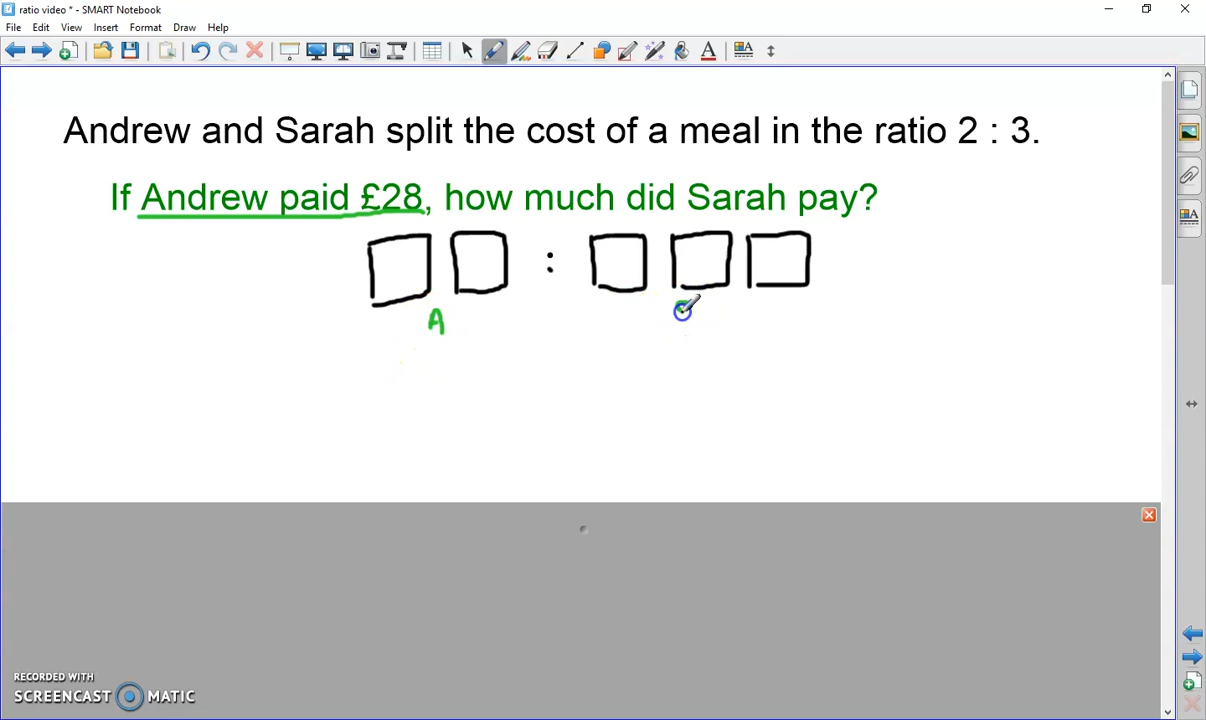 ratio video * - SMART Notebook
File Edit View Insert Format Draw Help
Andrew and Sarah split the cost of a meal in the ratio 2 : 3.
If Andrew paid £28, how much did Sarah pay?
:
A
RECORDED WITH
SCREENCAST MATIC